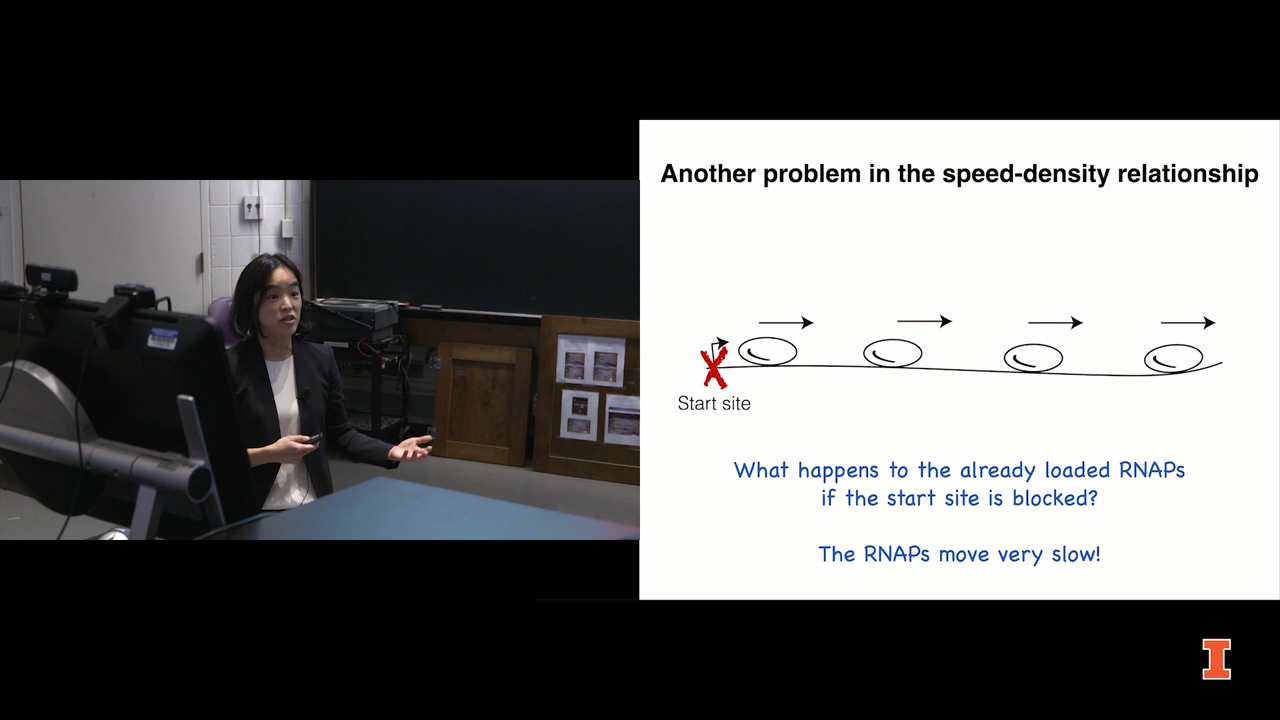 Another problem in the speed-density relationship
Start site
What happens to the already loaded RNAPs
if the start site is blocked?
The RNAPs move very slow!